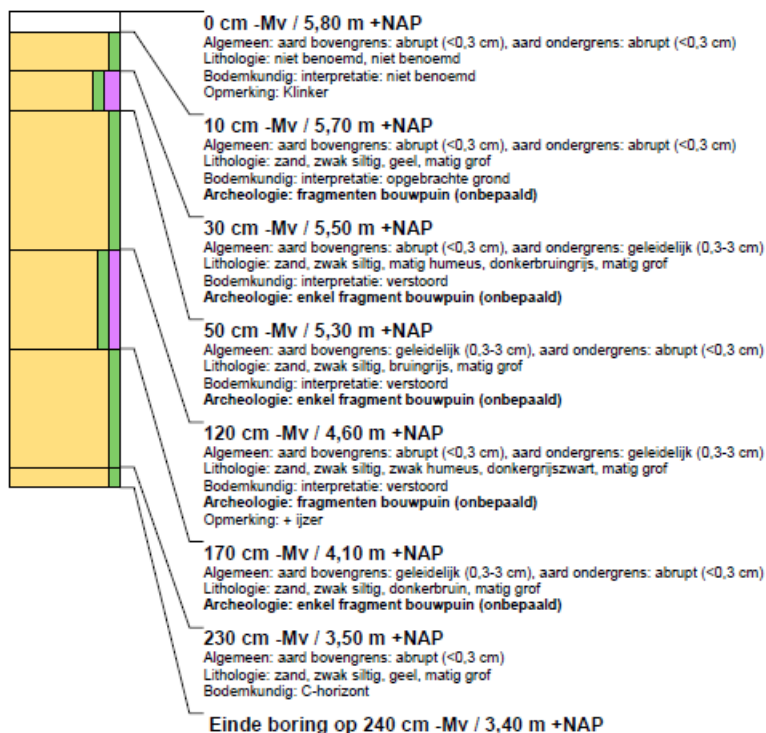 0 cm -Mv / 5,80 m +NAP
Algemeen: aard bovengrens: abrupt (<0,3 cm), aard ondergrens: abrupt (<0,3 cm)
Lithologie: niet benoemd, niet benoemd
Bodemkundig: interpretatie: niet benoemd
Opmerking: Klinker
10 cm -Mv / 5,70 m +NAP
Algemeen: aard bovengrens: abrupt (<0,3 cm), aard ondergrens: abrupt (<0,3 cm)
Lithologie: zand, zwak siltig, geel, matig grof
Bodemkundig: interpretatie: opgebrachte grond
Archeologie: fragmenten bouwpuin (onbepaald)
30 cm -Mv / 5,50 m +NAP
Algemeen: aard bovengrens: abrupt (<0,3 cm), aard ondergrens: geleidelijk (0,3-3 cm)
Lithologie: zand, zwak siltig, matig humeus, donkerbruingrijs, matig grof
Bodemkundig: interpretatie: verstoord
Archeologie: enkel fragment bouwpuin (onbepaald)
50 cm -Mv / 5,30 m +NAP
Algemeen: aard bovengrens: geleidelijk (0,3-3 cm), aard ondergrens: abrupt (<0,3 cm)
Lithologie: zand, zwak siltig, bruingrijs, matig grof
Bodemkundig: interpretatie: verstoord
Archeologie: enkel fragment bouwpuin (onbepaald)
120 cm -Mv / 4,60 m +NAP
Algemeen: aard bovengrens: abrupt (<0,3 cm), aard ondergrens: geleidelijk (0,3-3 cm)
Lithologie: zand, zwak siltig, zwak humeus, donkergrijszwart, matig grof
Bodemkundig: interpretatie: verstoord
Archeologie: fragmenten bouwpuin (onbepaald)
Opmerking: + ijzer
170 cm -Mv / 4,10 m +NAP
Algemeen: aard bovengrens: geleidelijk (0,3-3 cm), aard ondergrens: abrupt (<0,3 cm)
Lithologie: zand, zwak siltig, donkerbruin, matig grof
Archeologie: enkel fragment bouwpuin (onbepaald)
230 cm -Mv / 3,50 m +NAP
Algemeen: aard bovengrens: abrupt (<0,3 cm)
Lithologie: zand, zwak siltig, geel, matig grof
Bodemkundig: C-horizont
Einde boring op 240 cm -Mv / 3,40 m +NAP